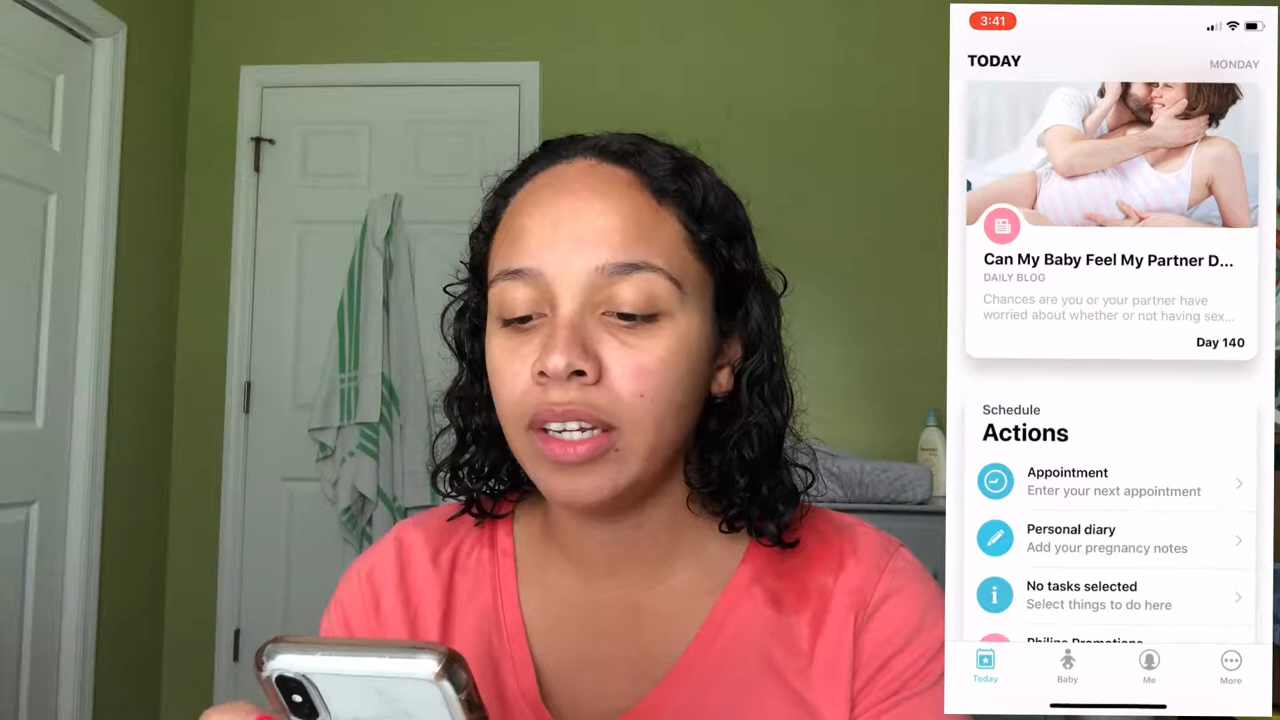 3:41
TODAY
MONDAY
Can My Baby Feel My Partner D...
DAILY BLOG
Chances are you or your partner have
worried about whether or not having sex...
Day 140
Schedule
Actions
Appointment
Enter your next appointment
Personal diary
Add your pregnancy notes
No tasks selected
Select things to do here
Philips Promotions
Today
Baby
Me
More